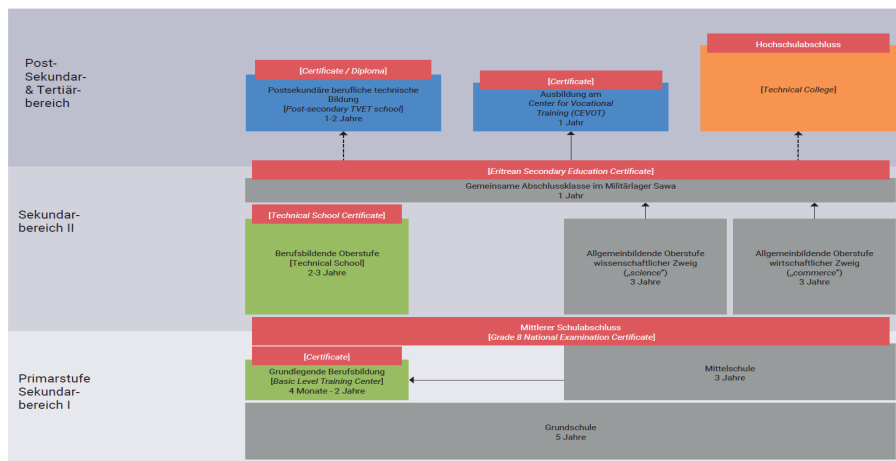 Post-
Sekundar-
& Tertiär-
bereich
[Certificate / Diploma]
Postsekundäre berufliche technische
Bildung
[Post-secondary TVET school]
1-2 Jahre
[Certificate]
Ausbildung am
Center for Vocational
Training (CEVOT)
1 Jahr
Hochschulabschluss
[Technical College]
Sekundar-
bereich II
[Eritrean Secondary Education Certificate]
Gemeinsame Abschlussklasse im Militärlager Sawa
1 Jahr
[Technical School Certificate]
Berufsbildende Oberstufe
[Technical School]
2-3 Jahre
Allgemeinbildende Oberstufe
wissenschaftlicher Zweig
(„science")
3 Jahre
Allgemeinbildende Oberstufe
wirtschaftlicher Zweig
(„commerce")
3 Jahre
Mittlerer Schulabschluss
[Grade 8 National Examination Certificate]
Primarstufe
Sekundar-
bereich I
[Certificate]
Grundlegende Berufsbildung
[Basic Level Training Center]
4 Monate - 2 Jahre
Mittelschule
3 Jahre
Grundschule
5 Jahre